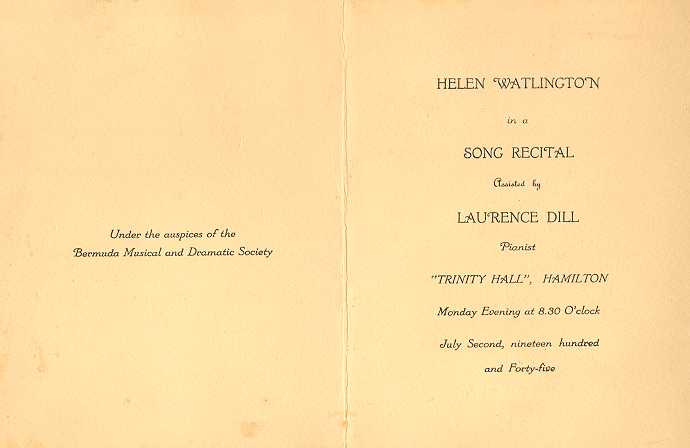 Under the auspices of the
Bermuda Musical and Dramatic Society
HELEN WATLINGTON
in a
SONG RECITAL
Assisted by
LAURENCE DILL
Pianist
"TRINITY HALL", HAMILTON
Monday Evening at 8.30 O'clock
July Second, nineteen hundred
and Forty-five